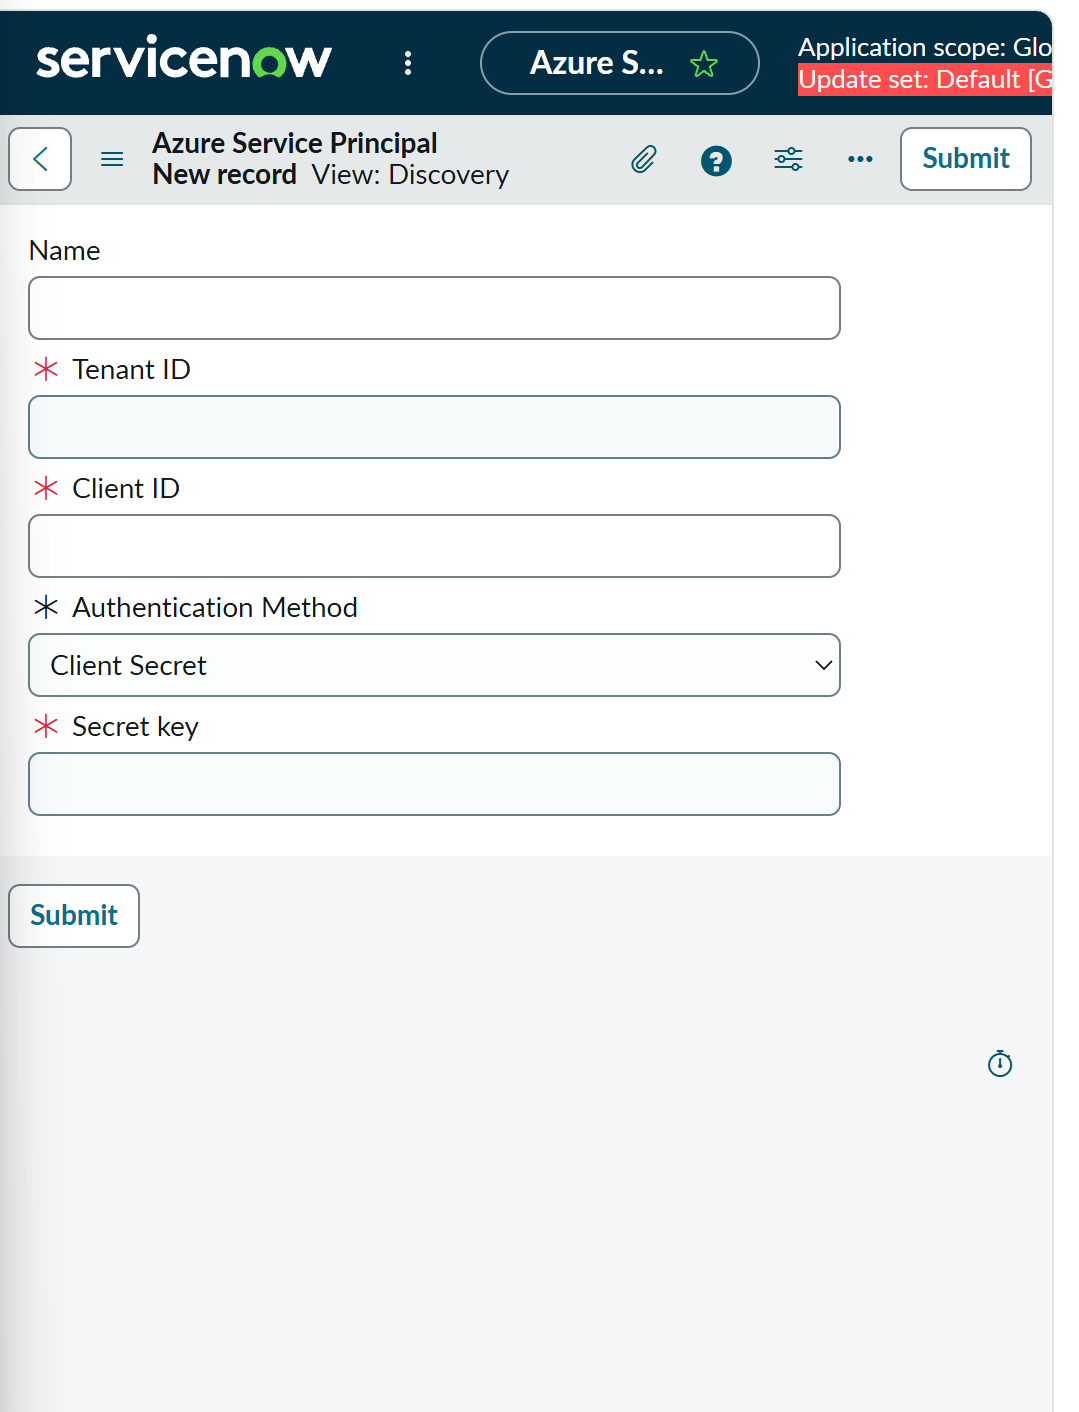 servicenow
Azure S...
Application scope: Glo
Update set: Default [G
Azure Service Principal
New record View: Discovery
Submit
Name
* Tenant ID
* Client ID
* Authentication Method
Client Secret
* Secret key
Submit